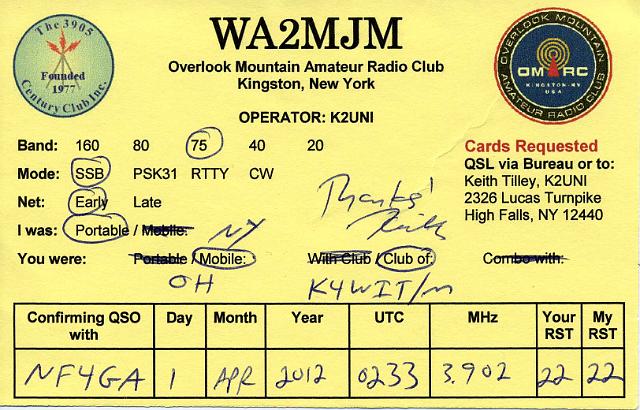 The 3905
Founded
1977
Century Club Inc.
WA2MJM
Overlook Mountain Amateur Radio Club
Kingston, New York
OPERATOR: K2UNI
OVERLOOK MOUNTAIN
OMARC
KINGSTON-NY
USA
AMATEUR RADIO CLUB
Band: 160 80 75 40 20
Mode: SSB PSK31 RTTY CW
Net: Early Late
I was: Portable / Mobile: NY
You were: Portable / Mobile: With Club / Club of: Combo with:
OH K4WIT/m
Thanks!
Keith
Cards Requested
QSL via Bureau or to:
Keith Tilley, K2UNI
2326 Lucas Turnpike
High Falls, NY 12440
Confirming QSO with Day Month Year UTC MHz Your RST My RST
NF4GA 1 APR 2012 0233 3.902 22 22